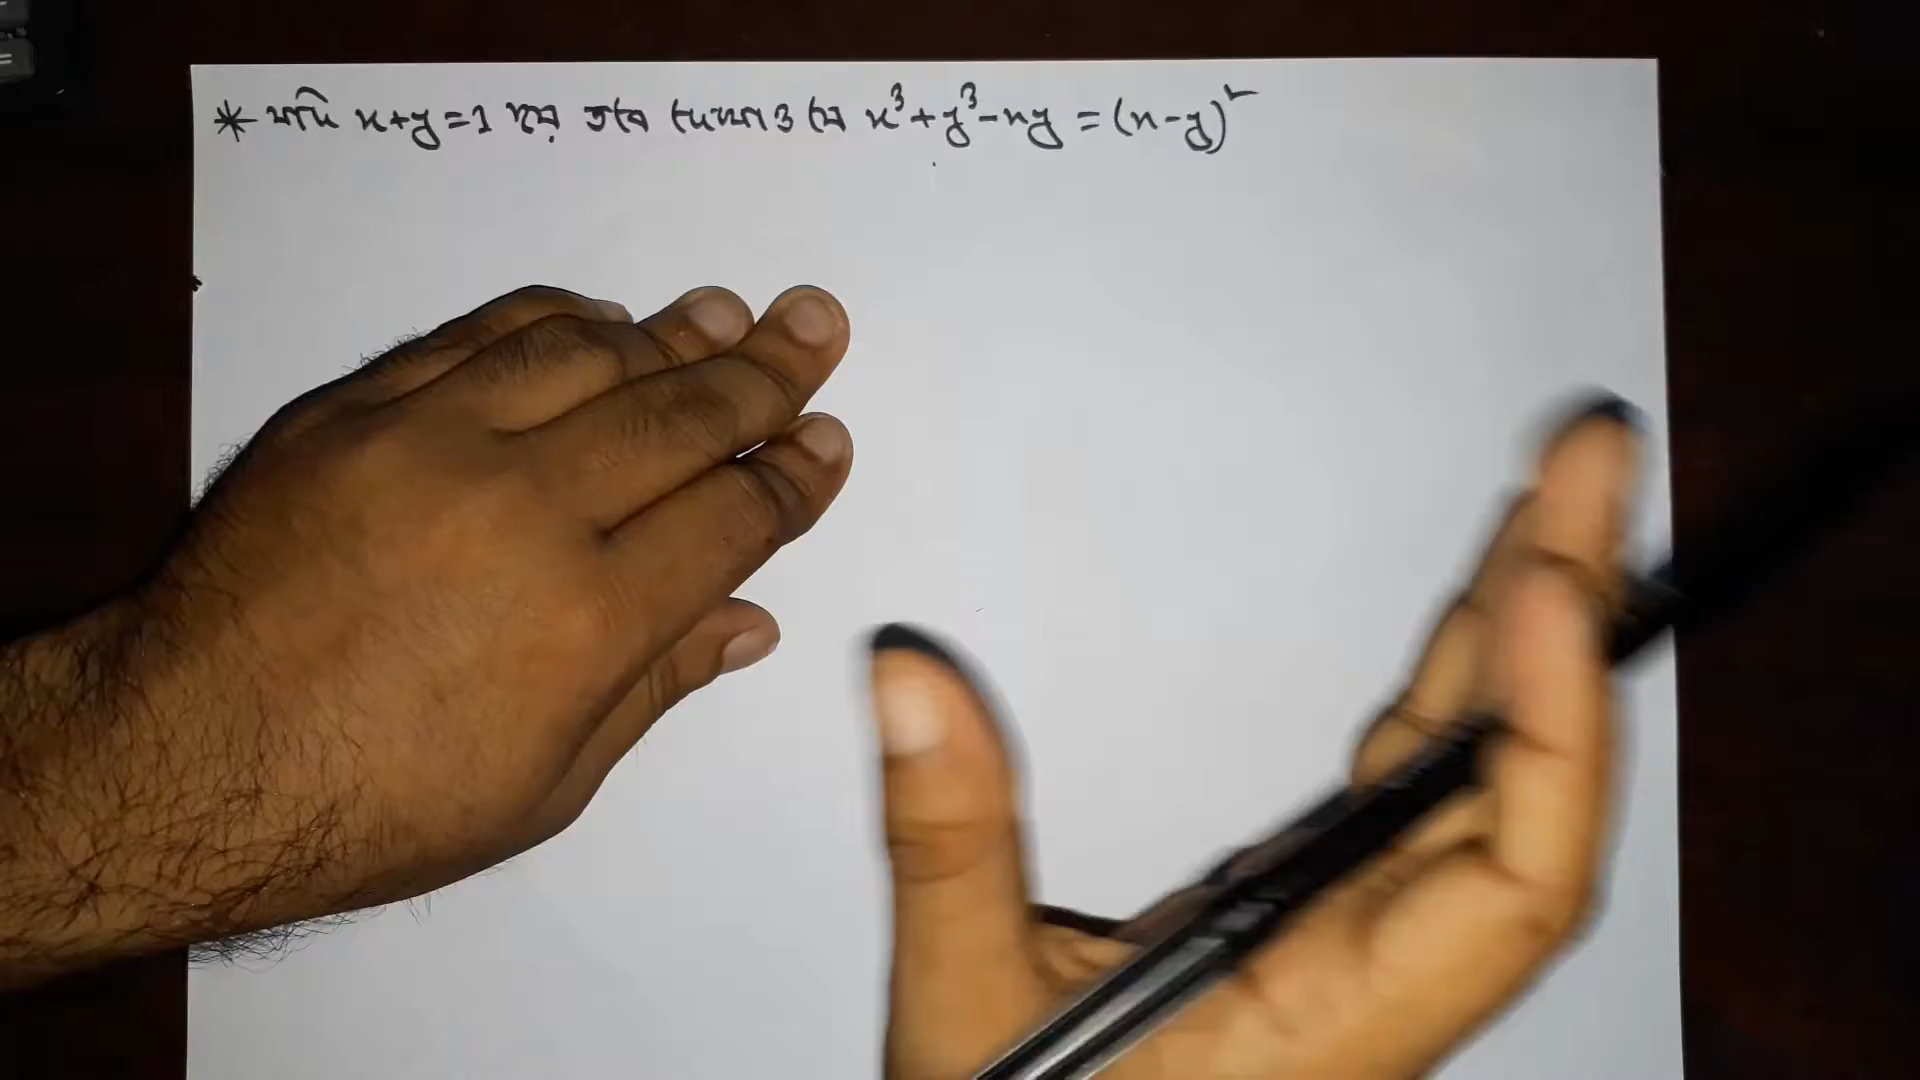 * যদি x+y=1 হয় তবে দেখাও যে x³+y³-xy = (x-y)²